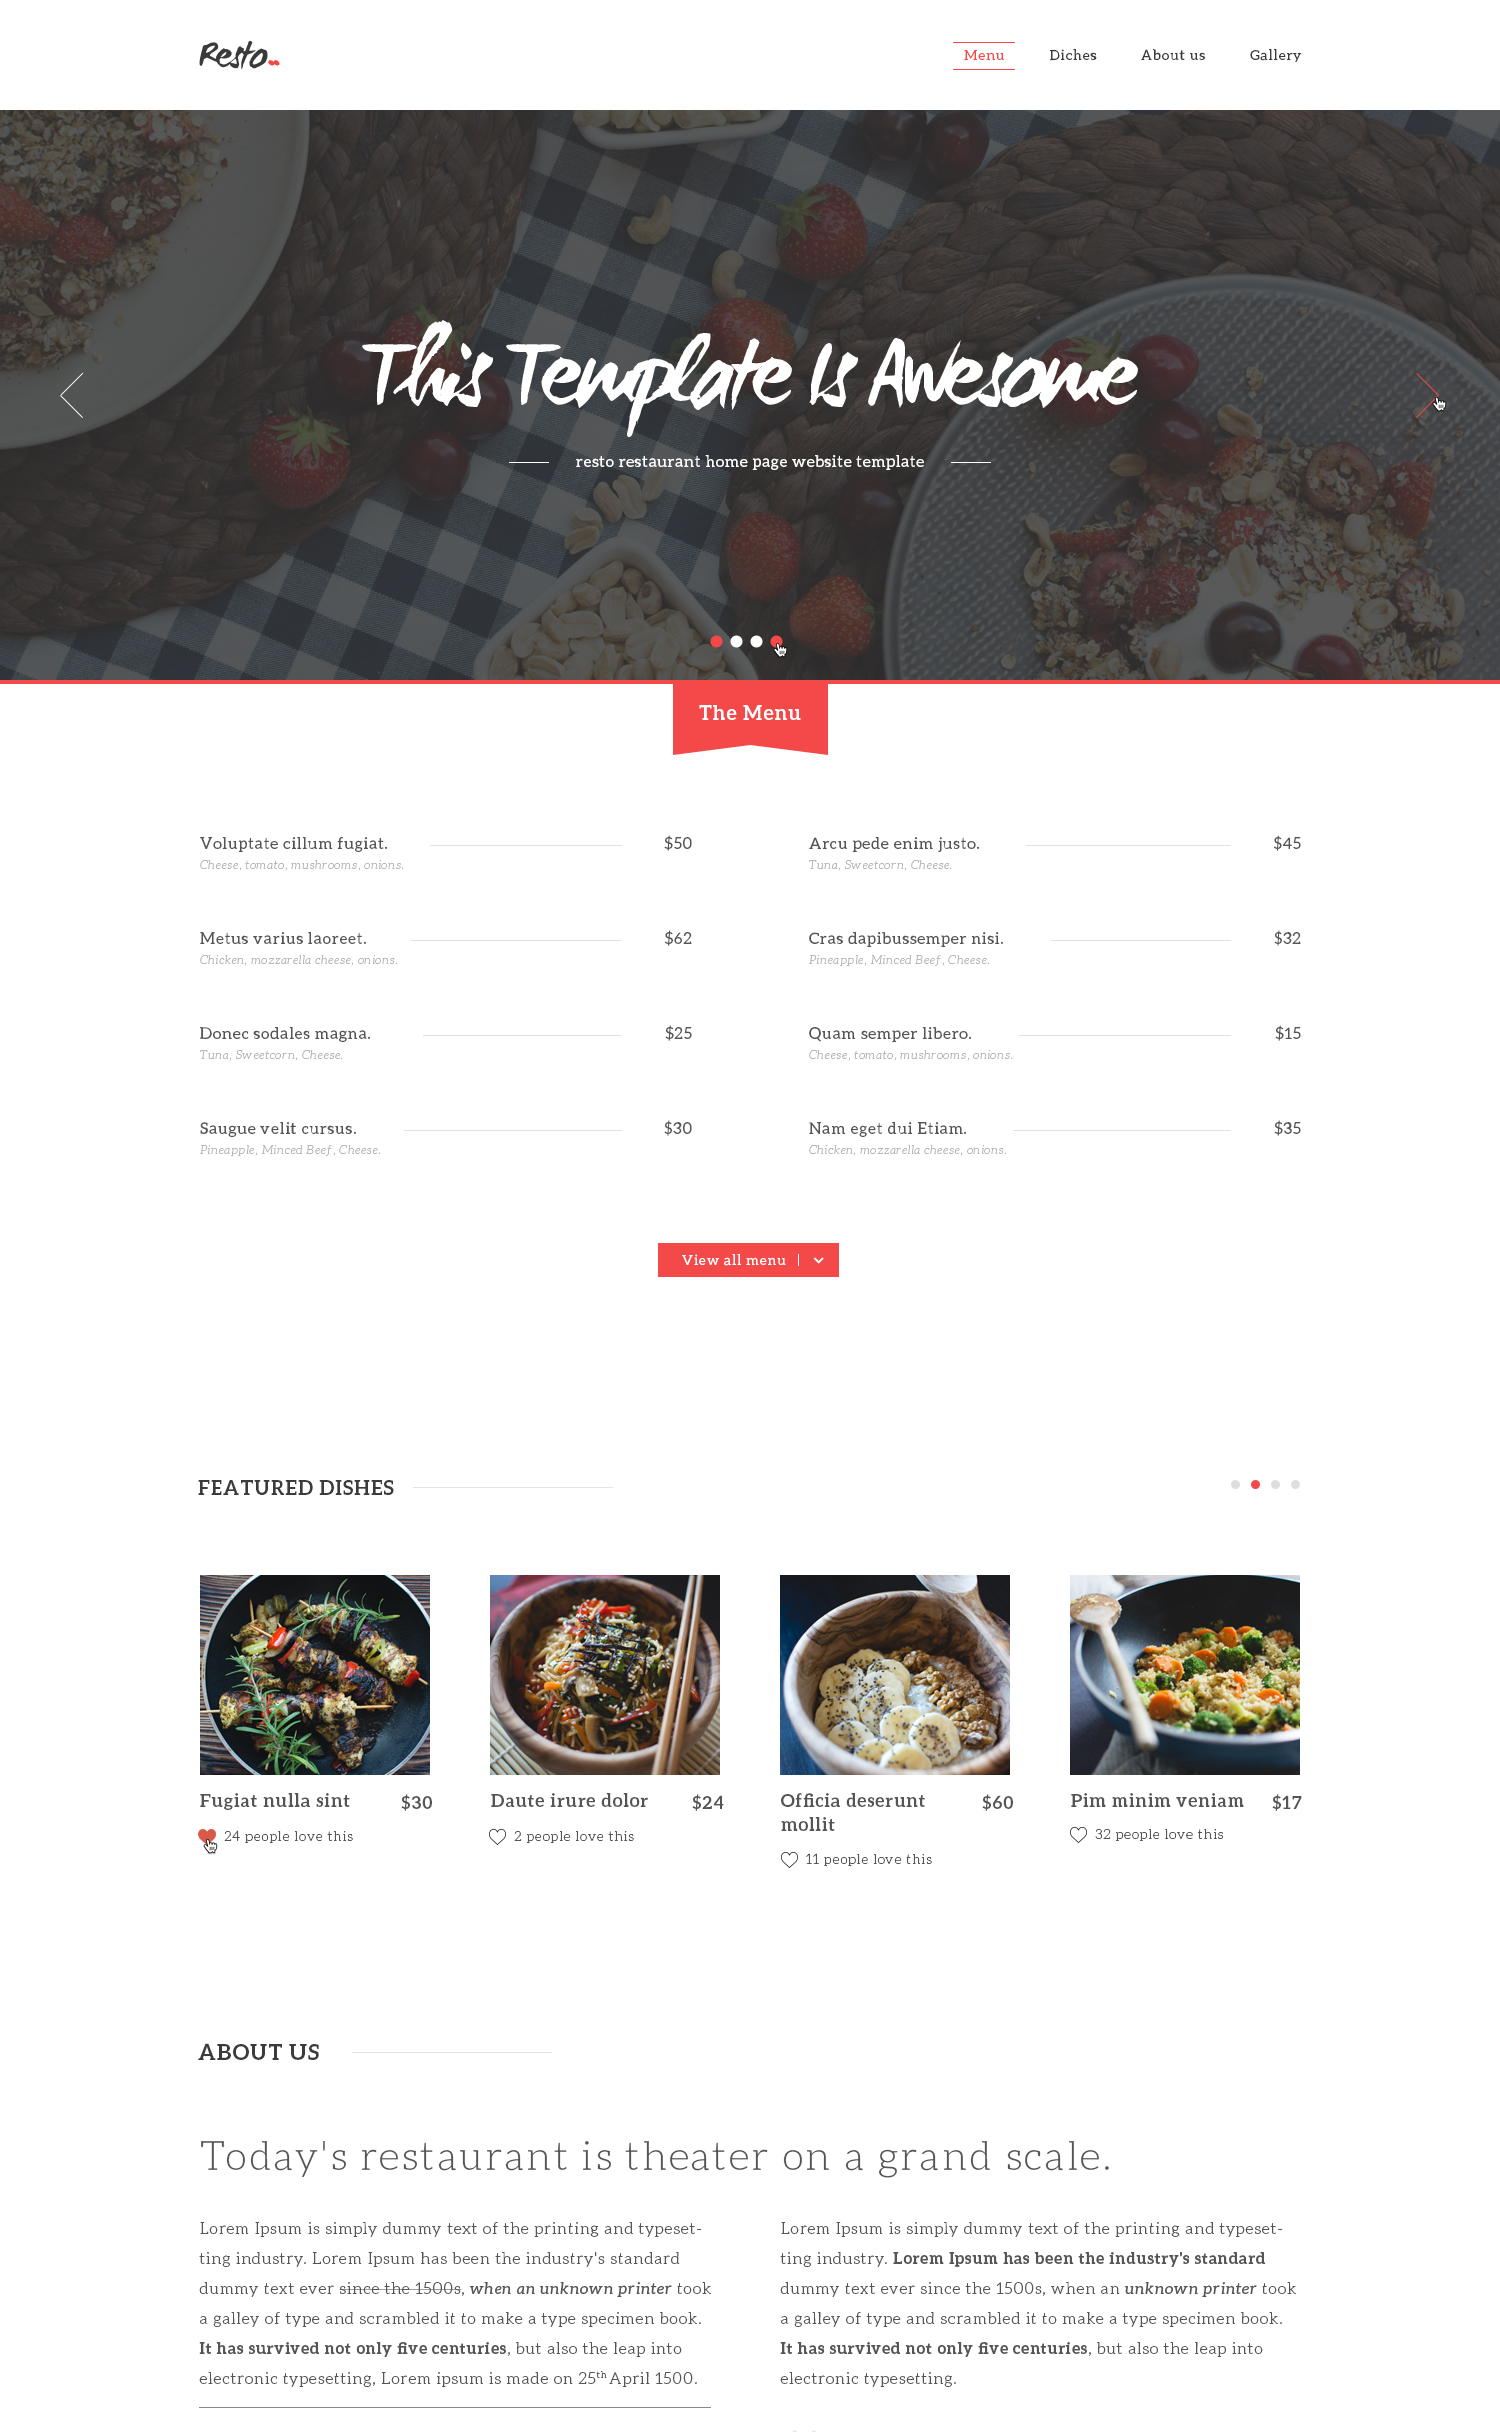 Resto
Menu Diches About us Gallery
This Template Is Awesome
resto restaurant home page website template
The Menu
Voluptate cillum fugiat. $50
Cheese, tomato, mushrooms, onions.
Arcu pede enim justo. $45
Tuna, Sweetcorn, Cheese.
Metus varius laoreet. $62
Chicken, mozzarella cheese, onions.
Cras dapibussemper nisi. $32
Pineapple, Minced Beef, Cheese.
Donec sodales magna. $25
Tuna, Sweetcorn, Cheese.
Quam semper libero. $15
Cheese, tomato, mushrooms, onions.
Saugue velit cursus. $30
Pineapple, Minced Beef, Cheese.
Nam eget dui Etiam. $35
Chicken, mozzarella cheese, onions.
View all menu
FEATURED DISHES
Fugiat nulla sint $30
24 people love this
Daute irure dolor $24
2 people love this
Officia deserunt $60
mollit
11 people love this
Pim minim veniam $17
32 people love this
ABOUT US
Today's restaurant is theater on a grand scale.
Lorem Ipsum is simply dummy text of the printing and typeset-
ting industry. Lorem Ipsum has been the industry's standard
dummy text ever since the 1500s, when an unknown printer took
a galley of type and scrambled it to make a type specimen book.
It has survived not only five centuries, but also the leap into
electronic typesetting, Lorem ipsum is made on 25th April 1500.
Lorem Ipsum is simply dummy text of the printing and typeset-
ting industry. Lorem Ipsum has been the industry's standard
dummy text ever since the 1500s, when an unknown printer took
a galley of type and scrambled it to make a type specimen book.
It has survived not only five centuries, but also the leap into
electronic typesetting.